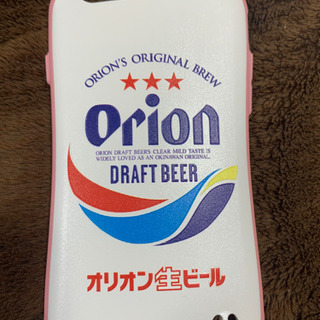 ORION'S ORIGINAL BREW
Orion
ORION DRAFT BEER'S CLEAR MILD TASTE IS
WIDELY LOVED AS AN OKINAWAN ORIGINAL.
DRAFT BEER
オリオン生ビール